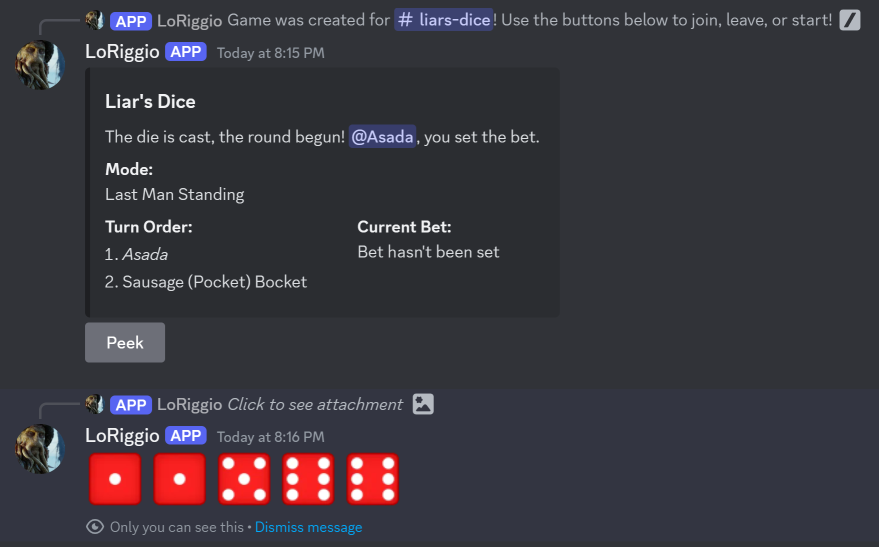 APP LoRiggio Game was created for # liars-dice! Use the buttons below to join, leave, or start!
LoRiggio APP Today at 8:15 PM
Liar's Dice
The die is cast, the round begun! @Asada, you set the bet.
Mode:
Last Man Standing
Turn Order:
1. Asada
2. Sausage (Pocket) Bocket
Current Bet:
Bet hasn't been set
Peek
APP LoRiggio Click to see attachment
LoRiggio APP Today at 8:16 PM
Only you can see this • Dismiss message